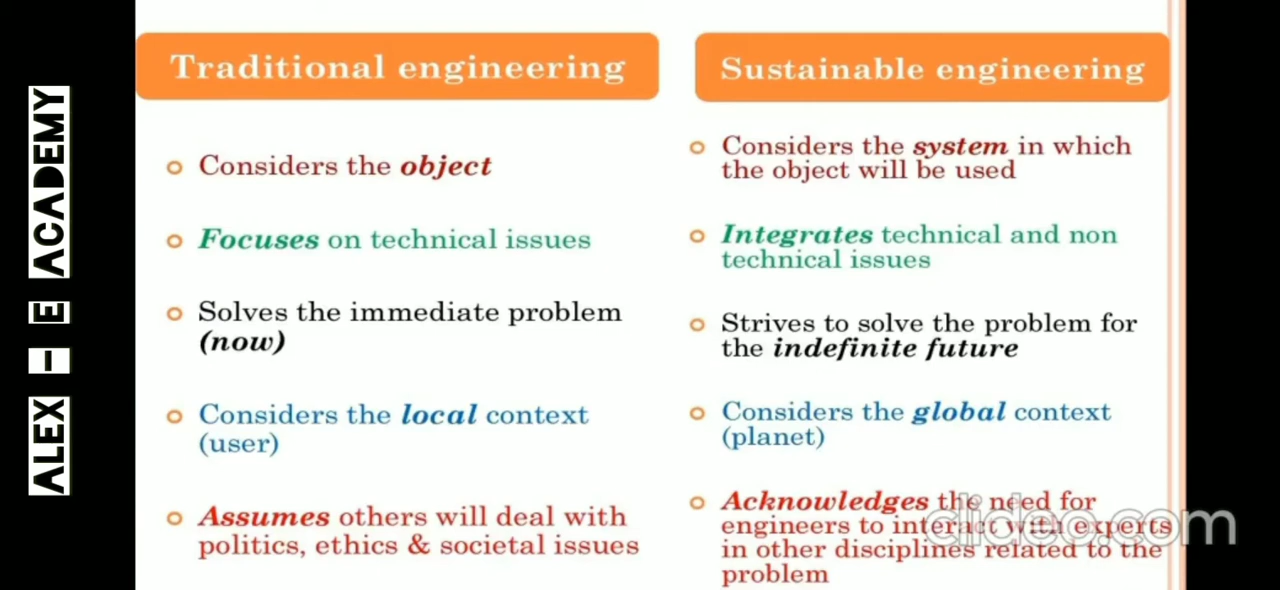 ALEX - E ACADEMY
Traditional engineering
Considers the object
Focuses on technical issues
Solves the immediate problem
(now)
Considers the local context
(user)
Assumes others will deal with
politics, ethics & societal issues
Sustainable engineering
Considers the system in which
the object will be used
Integrates technical and non
technical issues
Strives to solve the problem for
the indefinite future
Considers the global context
(planet)
Acknowledges the need for
engineers to interact with experts
in other disciplines related to the
problem
clideo.com